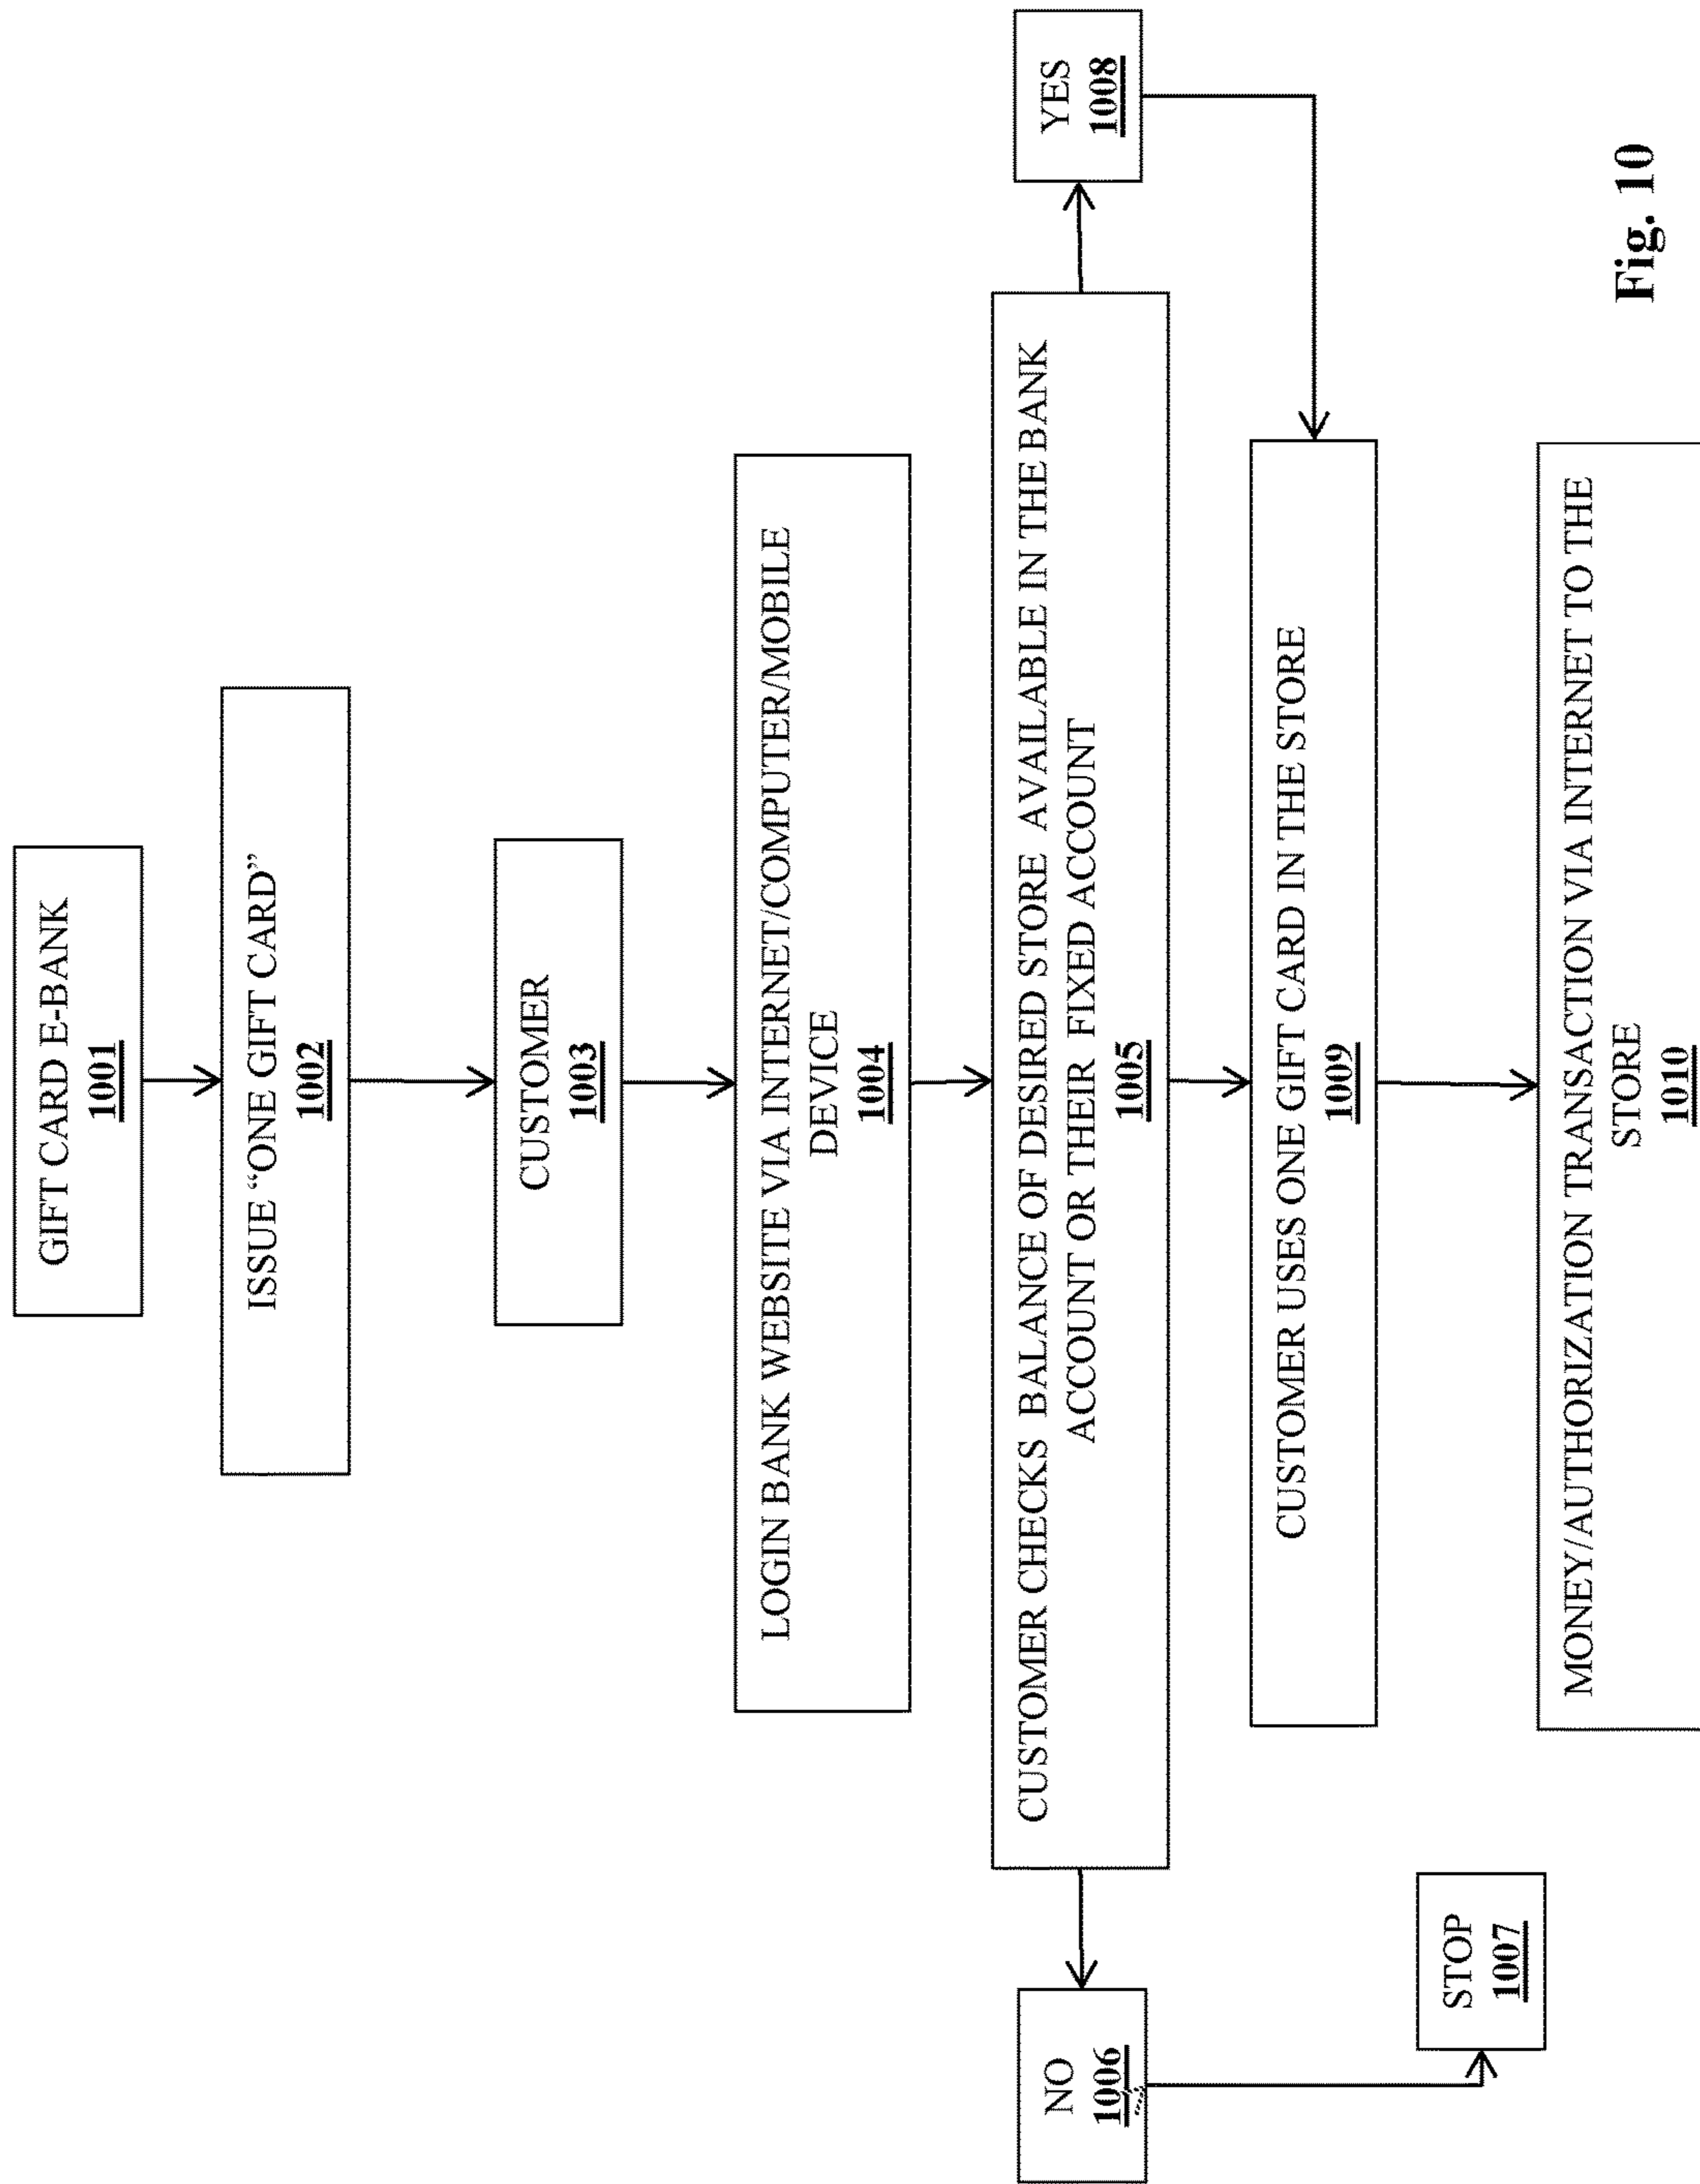 GIFT CARD E-BANK
1001
ISSUE “ONE GIFT CARD”
1002
CUSTOMER
1003
LOGIN BANK WEBSITE VIA INTERNET/COMPUTER/MOBILE
DEVICE
1004
CUSTOMER CHECKS BALANCE OF DESIRED STORE AVAILABLE IN THE BANK
ACCOUNT OR THEIR FIXED ACCOUNT
1005
NO
1006
YES
1008
CUSTOMER USES ONE GIFT CARD IN THE STORE
1009
STOP
1007
MONEY/AUTHORIZATION TRANSACTION VIA INTERNET TO THE
STORE
1010
Fig. 10